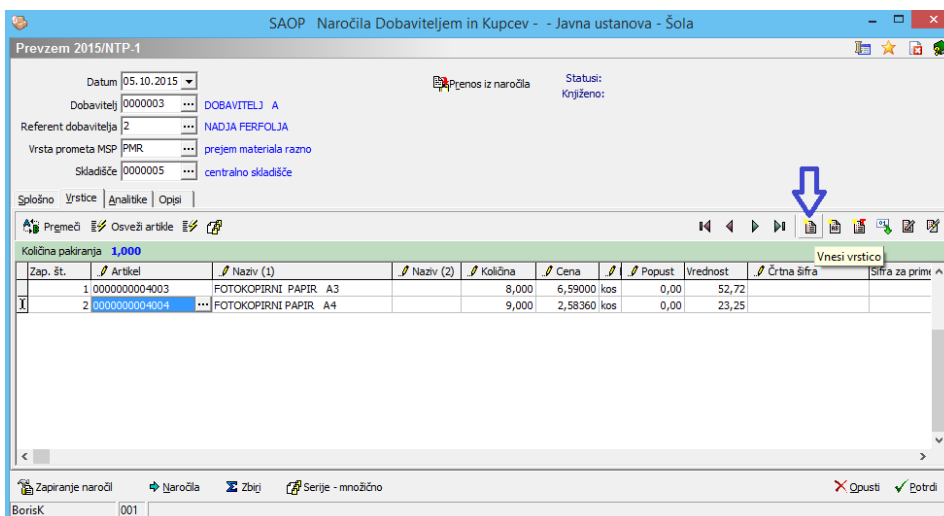 SAOP Naročila Dobaviteljem in Kupcev - - Javna ustanova - Šola
Prevzem 2015/NTP-1
Datum 05.10.2015
Prenos iz naročila
Statusi:
Knjiženo:
Dobavitelj 0000003 ... DOBAVITELJ A
Referent dobavitelja 2 ... NADJA FERFOLJA
Vrsta prometa MSP PMR ... prejem materiala razno
Skladišče 0000005 ... centralno skladišče
Splošno Vrstice Analitike Opisi
Premeči Osveži artikle
Količina pakiranja 1,000
Vnesi vrstico
Zap. št. Artikel Naziv (1) Naziv (2) Količina Cena Popust Vrednost Črtna šifra Šifra za prime
1 0000000004003 FOTOKOPIRNI PAPIR A3 8,000 6,59000 kos 0,00 52,72
2 0000000004004 ... FOTOKOPIRNI PAPIR A4 9,000 2,58360 kos 0,00 23,25
Zapiranje naročil Naročila Zbiri Serije - množično Opusti Potrdi
BorisK 001